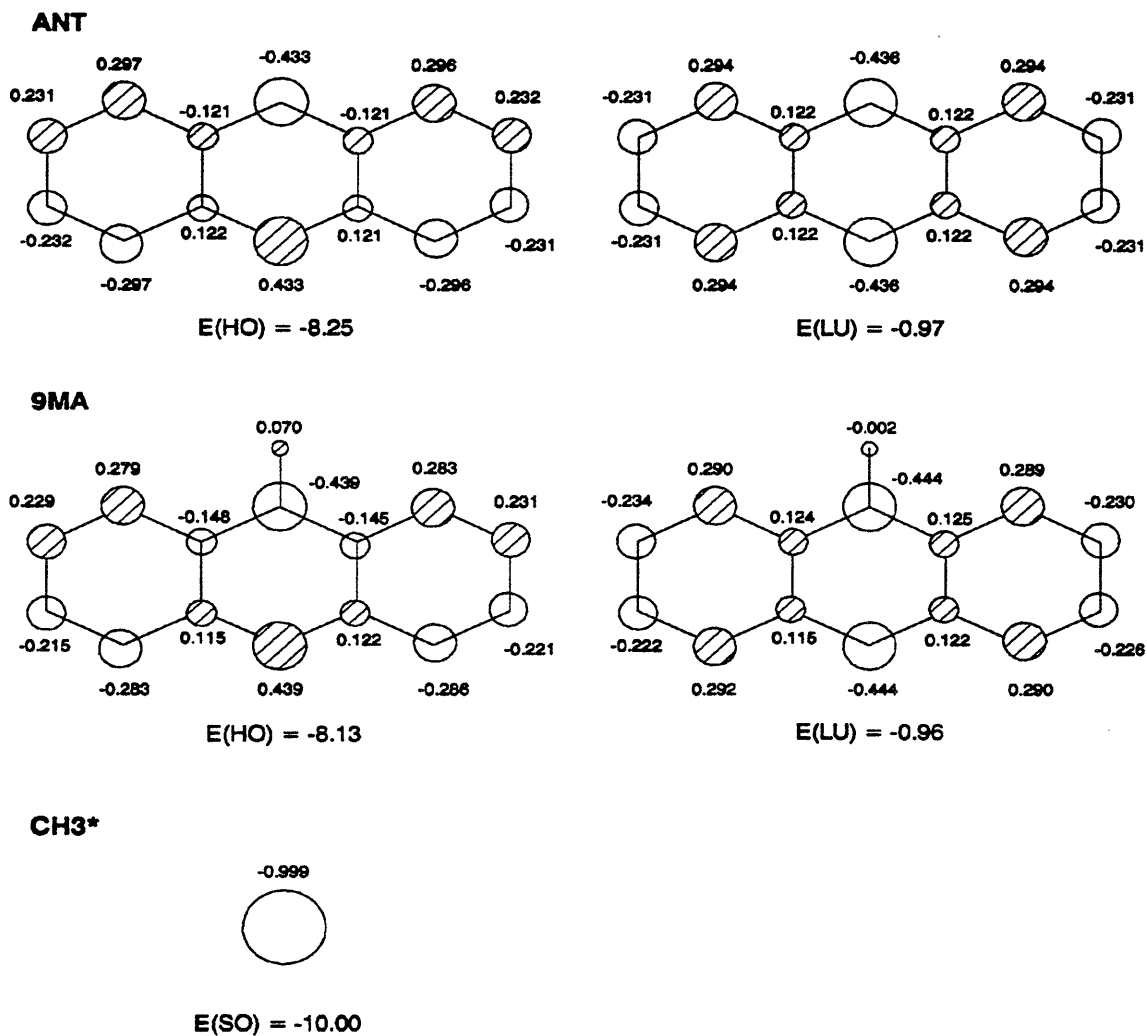 ANT
-0.433 -0.436
0.297 0.296 0.294 0.294
0.231 0.232 -0.231 -0.231
-0.121 -0.121 0.122 0.122
-0.232 0.122 0.121 -0.231 -0.231 0.122 0.122 -0.231
-0.297 0.433 -0.296 0.294 -0.436 0.294
E(HO) = -8.25 E(LU) = -0.97
9MA
0.070 -0.002
0.279 0.283 0.290 0.289
-0.439 -0.444
0.229 0.231 -0.234 -0.230
-0.148 -0.145 0.124 0.125
-0.215 0.115 0.122 -0.221 -0.222 0.115 0.122 -0.226
-0.283 0.439 -0.286 0.292 -0.444 0.290
E(HO) = -8.13 E(LU) = -0.96
CH3*
-0.999
E(SO) = -10.00